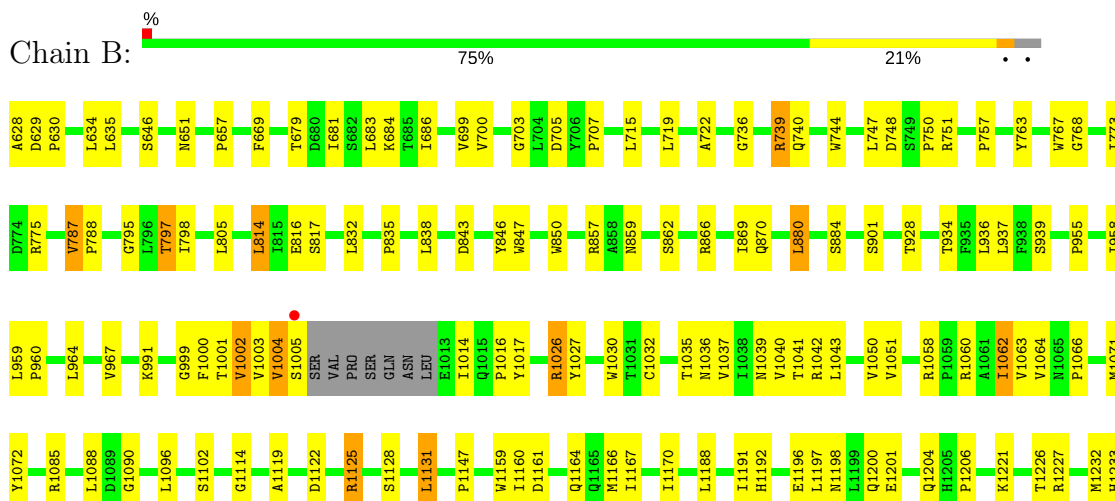 %
Chain B:
75% 21% • •
A628 D629 P630 L634 L635 S646 N651 P657 F669 T679 D680 I681 S682 L683 K684 T685 I686 V699 V700 G703 L704 D705 Y706 P707 L715 L719 A722 G736 R739 Q740 W744 L747 D748 S749 P750 R751 P757 Y763 W767 G768
D774 R775 V787 P788 G795 L796 T797 I798 L805 L814 I815 E816 S817 L832 P835 L838 D843 Y846 W847 W850 R857 A858 N859 S862 R866 I869 Q870 L880 S884 S901 T928 T934 F935 L936 L937 F938 S939 P955
L959 P960 L964 V967 K991 G999 F1000 T1001 V1002 V1003 V1004 S1005 SER VAL PRO SER GLN ASN LEU E1013 I1014 Q1015 P1016 Y1017 R1026 Y1027 W1030 T1031 C1032 T1035 N1036 V1037 I1038 N1039 V1040 T1041 R1042 V1050 V1051 R1058 P1059 R1060 A1061 I1062 V1063 V1064 N1065 P1066
Y1072 R1085 L1088 D1089 G1090 L1096 S1102 G1114 A1119 D1122 R1125 S1128 L1131 P1147 W1159 I1160 D1161 Q1164 Q1165 M1166 I1167 I1170 L1188 I1191 H1192 E1196 L1197 N1198 L1199 Q1200 E1201 Q1204 H1205 P1206 K1221 T1226 R1227 M1232